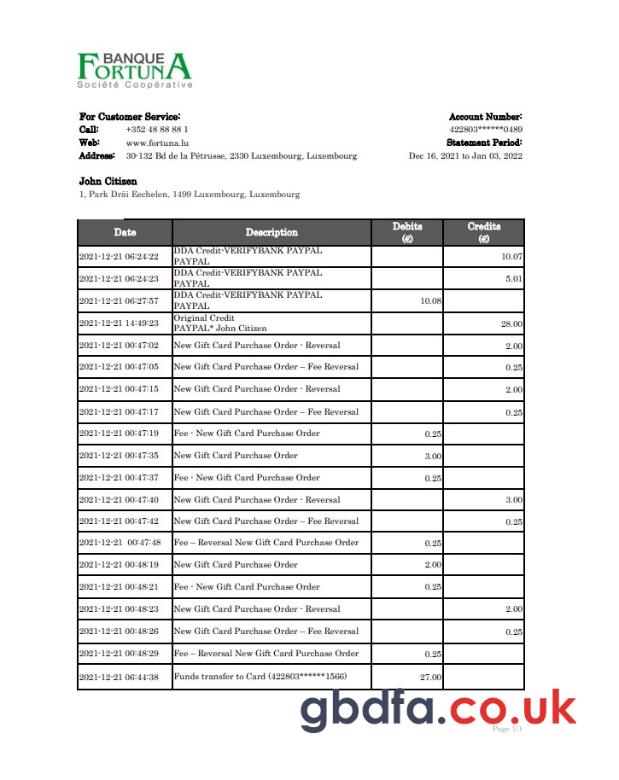 BANQUE
FORTUNA
Société Coopérative
For Customer Service:
Call: +352 48 88 88 1
Web: www.fortuna.lu
Address: 30-132 Bd de la Pétrusse, 2330 Luxembourg, Luxembourg
Account Number:
422803******0489
Statement Period:
Dec 16, 2021 to Jan 03, 2022
John Citizen
1, Park Dräi Eechelen, 1499 Luxembourg, Luxembourg
Date Description Debits (€) Credits (€)
2021-12-21 06:24:22 DDA Credit-VERIFYBANK PAYPAL PAYPAL 10.07
2021-12-21 06:24:23 DDA Credit-VERIFYBANK PAYPAL PAYPAL 5.01
2021-12-21 06:27:57 DDA Credit-VERIFYBANK PAYPAL PAYPAL 10.08
2021-12-21 14:49:23 Original Credit PAYPAL* John Citizen 28.00
2021-12-21 00:47:02 New Gift Card Purchase Order - Reversal 2.00
2021-12-21 00:47:05 New Gift Card Purchase Order – Fee Reversal 0.25
2021-12-21 00:47:15 New Gift Card Purchase Order - Reversal 2.00
2021-12-21 00:47:17 New Gift Card Purchase Order – Fee Reversal 0.25
2021-12-21 00:47:19 Fee - New Gift Card Purchase Order 0.25
2021-12-21 00:47:35 New Gift Card Purchase Order 3.00
2021-12-21 00:47:37 Fee - New Gift Card Purchase Order 0.25
2021-12-21 00:47:40 New Gift Card Purchase Order - Reversal 3.00
2021-12-21 00:47:42 New Gift Card Purchase Order – Fee Reversal 0.25
2021-12-21 00:47:48 Fee – Reversal New Gift Card Purchase Order 0.25
2021-12-21 00:48:19 New Gift Card Purchase Order 2.00
2021-12-21 00:48:21 Fee - New Gift Card Purchase Order 0.25
2021-12-21 00:48:23 New Gift Card Purchase Order - Reversal 2.00
2021-12-21 00:48:26 New Gift Card Purchase Order – Fee Reversal 0.25
2021-12-21 00:48:29 Fee – Reversal New Gift Card Purchase Order 0.25
2021-12-21 06:44:38 Funds transfer to Card (422803******1566) 27.00
gbdfa.co.uk
Page 1/1